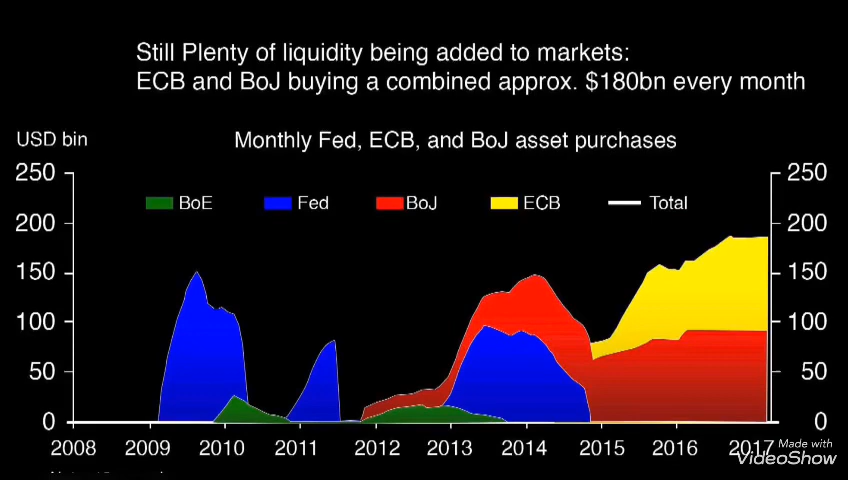 Still Plenty of liquidity being added to markets:
ECB and BoJ buying a combined approx. $180bn every month
USD bin
Monthly Fed, ECB, and BoJ asset purchases
250 250
BoE Fed BoJ ECB Total
200 200
150 150
100 100
50 50
0 0
2008 2009 2010 2011 2012 2013 2014 2015 2016 2017
Made with
VideoShow